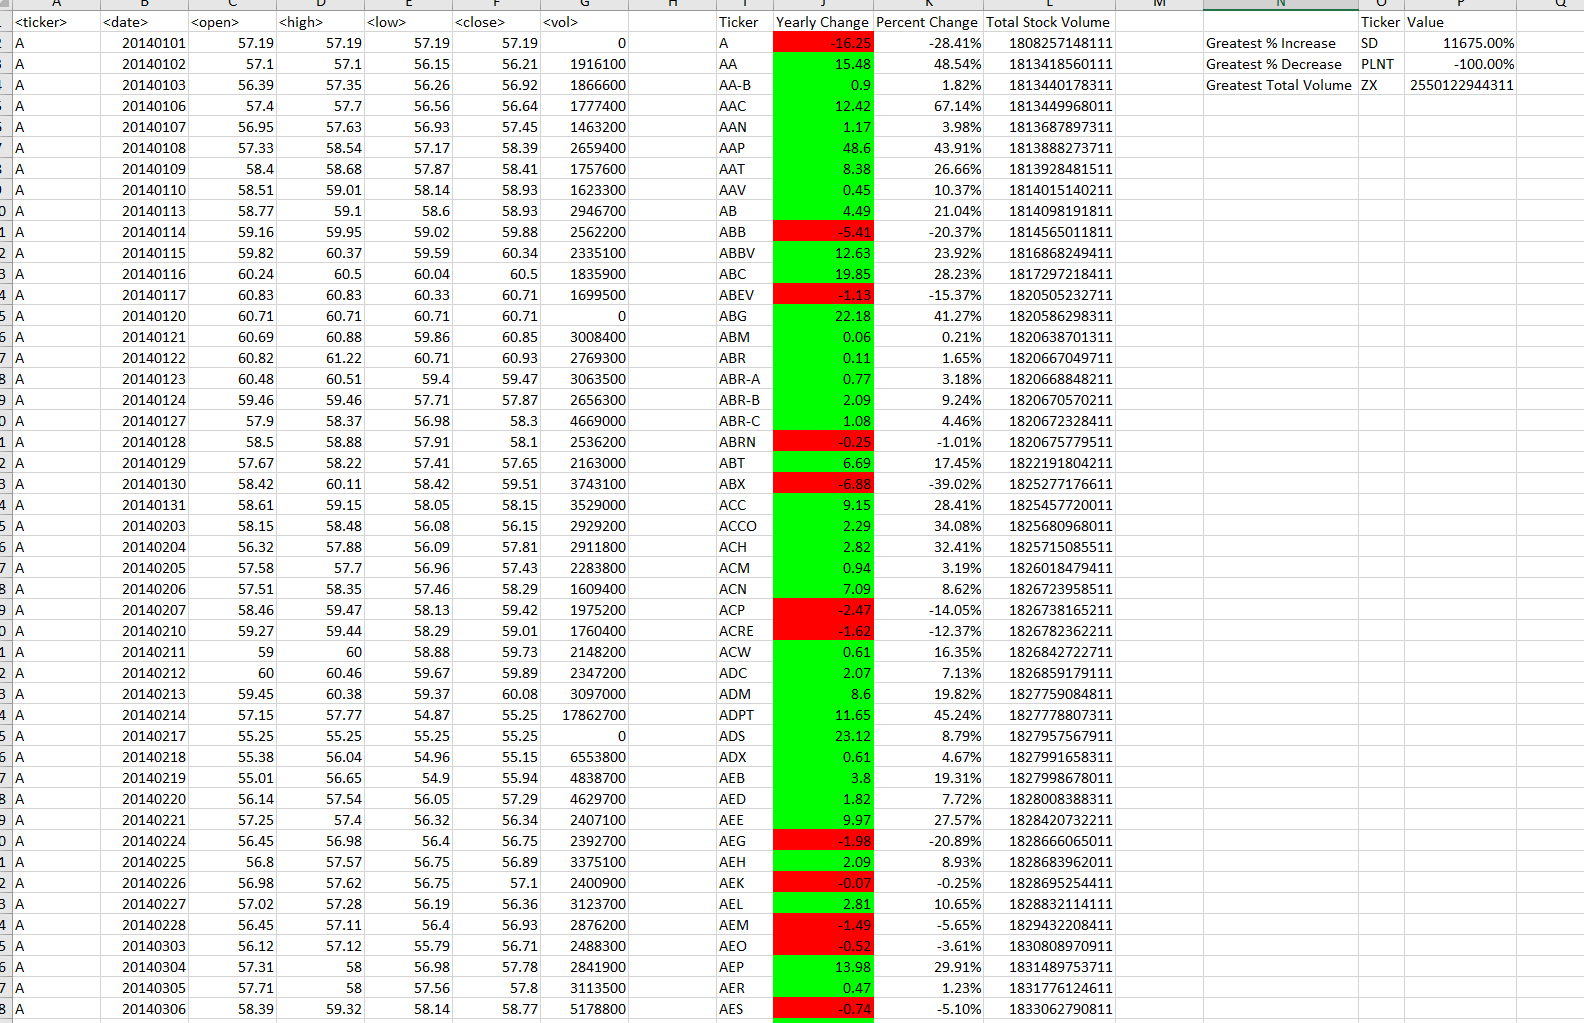 <ticker> <date> <open> <high> <low> <close> <vol> Ticker Yearly Change Percent Change Total Stock Volume Ticker Value
A 20140101 57.19 57.19 57.19 57.19 0 A -16.25 -28.41% 1808257148111 Greatest % Increase SD 11675.00%
A 20140102 57.1 57.1 56.15 56.21 1916100 AA 15.48 48.54% 1813418560111 Greatest % Decrease PLNT -100.00%
A 20140103 56.39 57.35 56.26 56.92 1866600 AA-B 0.9 1.82% 1813440178311 Greatest Total Volume ZX 2550122944311
A 20140106 57.4 57.7 56.56 56.64 1777400 AAC 12.42 67.14% 1813449968011
A 20140107 56.95 57.63 56.93 57.45 1463200 AAN 1.17 3.98% 1813687897311
A 20140108 57.33 58.54 57.17 58.39 2659400 AAP 48.6 43.91% 1813888273711
A 20140109 58.4 58.68 57.87 58.41 1757600 AAT 8.38 26.66% 1813928481511
A 20140110 58.51 59.01 58.14 58.93 1623300 AAV 0.45 10.37% 1814015140211
A 20140113 58.77 59.1 58.6 58.93 2946700 AB 4.49 21.04% 1814098191811
A 20140114 59.16 59.95 59.02 59.88 2562200 ABB -5.41 -20.37% 1814565011811
A 20140115 59.82 60.37 59.59 60.34 2335100 ABBV 12.63 23.92% 1816868249411
A 20140116 60.24 60.5 60.04 60.5 1835900 ABC 19.85 28.23% 1817297218411
A 20140117 60.83 60.83 60.33 60.71 1699500 ABEV -1.13 -15.37% 1820505232711
A 20140120 60.71 60.71 60.71 60.71 0 ABG 22.18 41.27% 1820586298311
A 20140121 60.69 60.88 59.86 60.85 3008400 ABM 0.06 0.21% 1820638701311
A 20140122 60.82 61.22 60.71 60.93 2769300 ABR 0.11 1.65% 1820667049711
A 20140123 60.48 60.51 59.4 59.47 3063500 ABR-A 0.77 3.18% 1820668848211
A 20140124 59.46 59.46 57.71 57.87 2656300 ABR-B 2.09 9.24% 1820670570211
A 20140127 57.9 58.37 56.98 58.3 4669000 ABR-C 1.08 4.46% 1820672328411
A 20140128 58.5 58.88 57.91 58.1 2536200 ABRN -0.25 -1.01% 1820675779511
A 20140129 57.67 58.22 57.41 57.65 2163000 ABT 6.69 17.45% 1822191804211
A 20140130 58.42 60.11 58.42 59.51 3743100 ABX -6.88 -39.02% 1825277176611
A 20140131 58.61 59.15 58.05 58.15 3529000 ACC 9.15 28.41% 1825457720011
A 20140203 58.15 58.48 56.08 56.15 2929200 ACCO 2.29 34.08% 1825680968011
A 20140204 56.32 57.88 56.09 57.81 2911800 ACH 2.82 32.41% 1825715085511
A 20140205 57.58 57.7 56.96 57.43 2283800 ACM 0.94 3.19% 1826018479411
A 20140206 57.51 58.35 57.46 58.29 1609400 ACN 7.09 8.62% 1826723958511
A 20140207 58.46 59.47 58.13 59.42 1975200 ACP -2.47 -14.05% 1826738165211
A 20140210 59.27 59.44 58.29 59.01 1760400 ACRE -1.62 -12.37% 1826782362211
A 20140211 59 60 58.88 59.73 2148200 ACW 0.61 16.35% 1826842722711
A 20140212 60 60.46 59.67 59.89 2347200 ADC 2.07 7.13% 1826859179111
A 20140213 59.45 60.38 59.37 60.08 3097000 ADM 8.6 19.82% 1827759084811
A 20140214 57.15 57.77 54.87 55.25 17862700 ADPT 11.65 45.24% 1827778807311
A 20140217 55.25 55.25 55.25 55.25 0 ADS 23.12 8.79% 1827957567911
A 20140218 55.38 56.04 54.96 55.15 6553800 ADX 0.61 4.67% 1827991658311
A 20140219 55.01 56.65 54.9 55.94 4838700 AEB 3.8 19.31% 1827998678011
A 20140220 56.14 57.54 56.05 57.29 4629700 AED 1.82 7.72% 1828008388311
A 20140221 57.25 57.4 56.32 56.34 2407100 AEE 9.97 27.57% 1828420732211
A 20140224 56.45 56.98 56.4 56.75 2392700 AEG -1.98 -20.89% 1828666065011
A 20140225 56.8 57.57 56.75 56.89 3375100 AEH 2.09 8.93% 1828683962011
A 20140226 56.98 57.62 56.75 57.1 2400900 AEK -0.07 -0.25% 1828695254411
A 20140227 57.02 57.28 56.19 56.36 3123700 AEL 2.81 10.65% 1828832114111
A 20140228 56.45 57.11 56.4 56.93 2876200 AEM -1.49 -5.65% 1829432208411
A 20140303 56.12 57.12 55.79 56.71 2488300 AEO -0.52 -3.61% 1830808970911
A 20140304 57.31 58 56.98 57.78 2841900 AEP 13.98 29.91% 1831489753711
A 20140305 57.71 58 57.56 57.8 3113500 AER 0.47 1.23% 1831776124611
A 20140306 58.39 59.32 58.14 58.77 5178800 AES -0.74 -5.10% 1833062790811